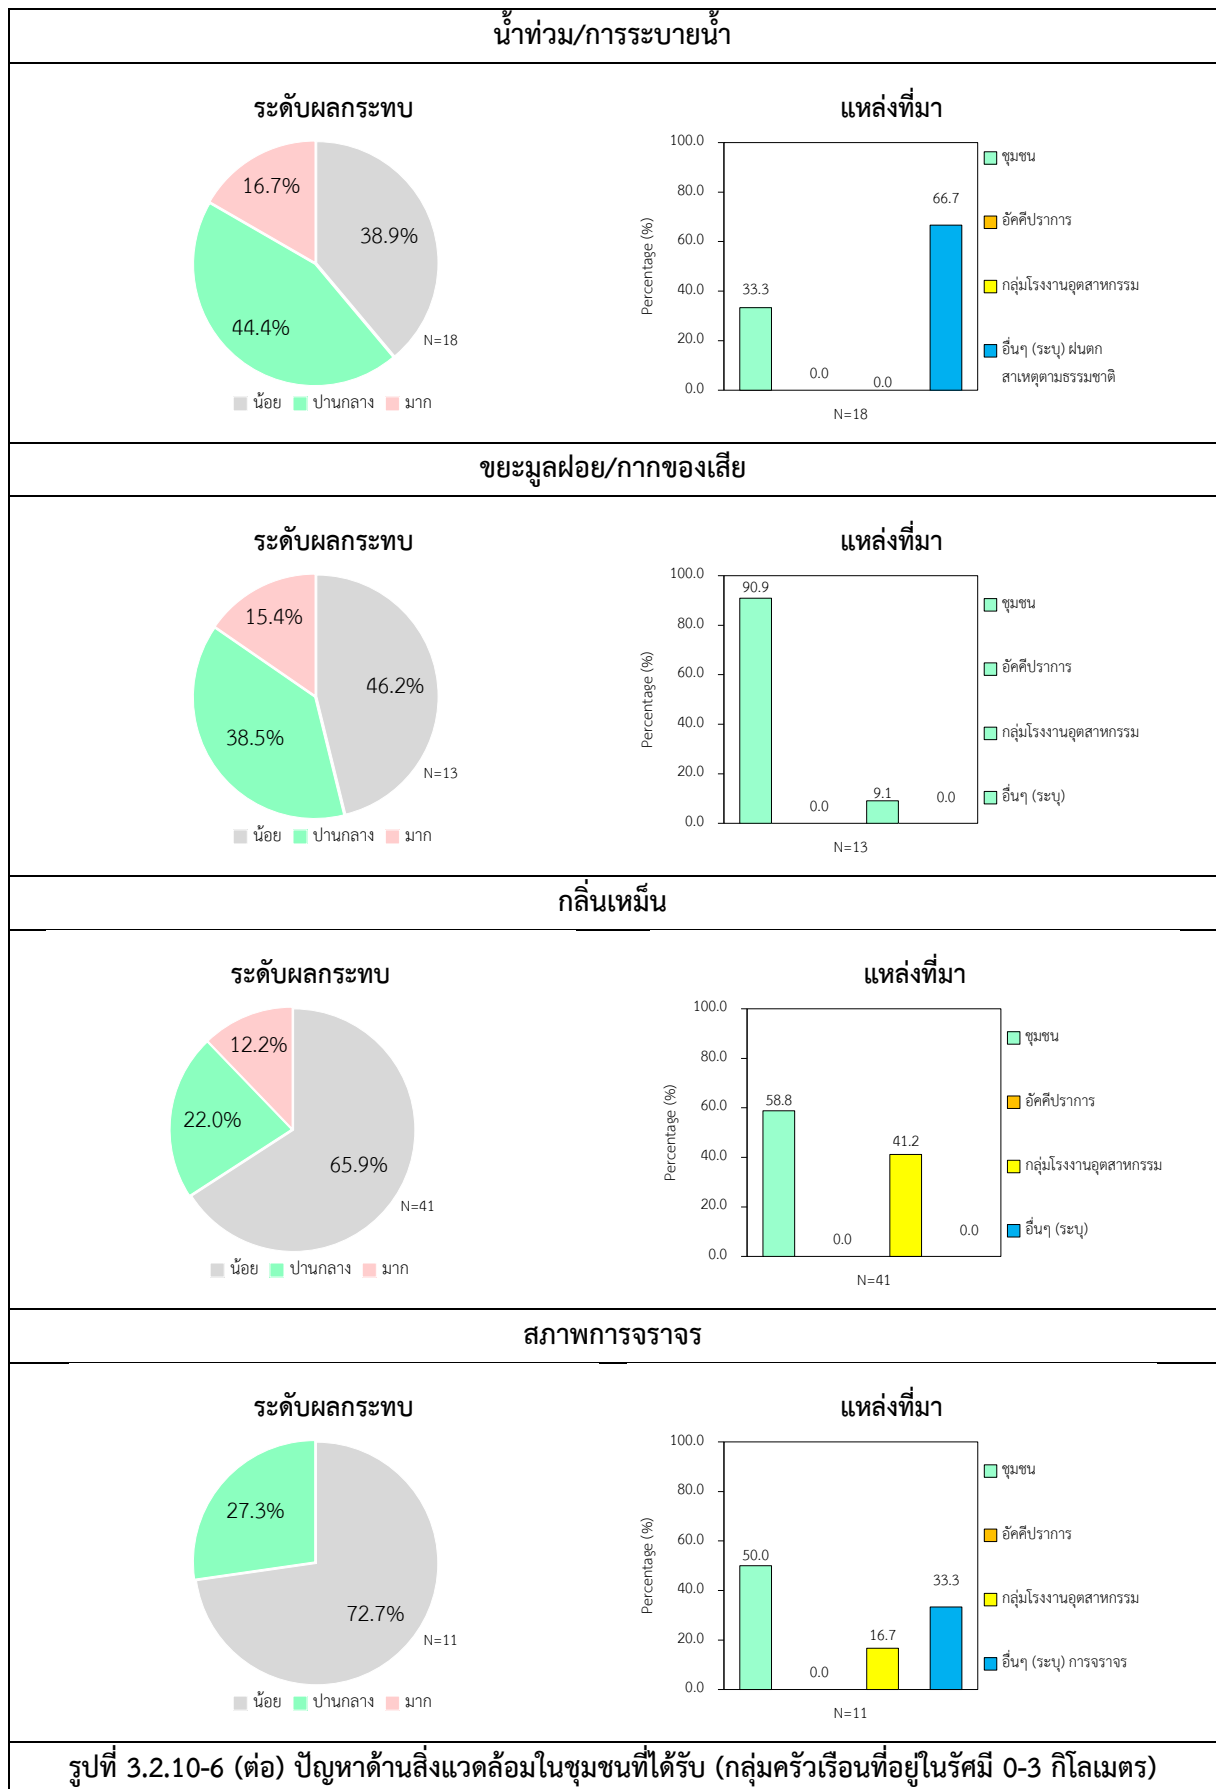 น้ำท่วม/การระบายน้ำ
ระดับผลกระทบ
16.7%
38.9%
44.4%
N=18
น้อย ปานกลาง มาก
แหล่งที่มา
Percentage (%)
100.0
80.0
60.0
40.0
20.0
0.0
33.3
0.0
0.0
66.7
N=18
ชุมชน
อัคคีปราการ
กลุ่มโรงงานอุตสาหกรรม
อื่นๆ (ระบุ) ฝนตก
สาเหตุตามธรรมชาติ
ขยะมูลฝอย/กากของเสีย
ระดับผลกระทบ
15.4%
46.2%
38.5%
N=13
น้อย ปานกลาง มาก
แหล่งที่มา
Percentage (%)
100.0
80.0
60.0
40.0
20.0
0.0
90.9
0.0
9.1
0.0
N=13
ชุมชน
อัคคีปราการ
กลุ่มโรงงานอุตสาหกรรม
อื่นๆ (ระบุ)
กลิ่นเหม็น
ระดับผลกระทบ
12.2%
22.0%
65.9%
N=41
น้อย ปานกลาง มาก
แหล่งที่มา
Percentage (%)
100.0
80.0
60.0
40.0
20.0
0.0
58.8
0.0
41.2
0.0
N=41
ชุมชน
อัคคีปราการ
กลุ่มโรงงานอุตสาหกรรม
อื่นๆ (ระบุ)
สภาพการจราจร
ระดับผลกระทบ
27.3%
72.7%
N=11
น้อย ปานกลาง มาก
แหล่งที่มา
Percentage (%)
100.0
80.0
60.0
40.0
20.0
0.0
50.0
0.0
16.7
33.3
N=11
ชุมชน
อัคคีปราการ
กลุ่มโรงงานอุตสาหกรรม
อื่นๆ (ระบุ) การจราจร
รูปที่ 3.2.10-6 (ต่อ) ปัญหาด้านสิ่งแวดล้อมในชุมชนที่ได้รับ (กลุ่มครัวเรือนที่อยู่ในรัศมี 0-3 กิโลเมตร)